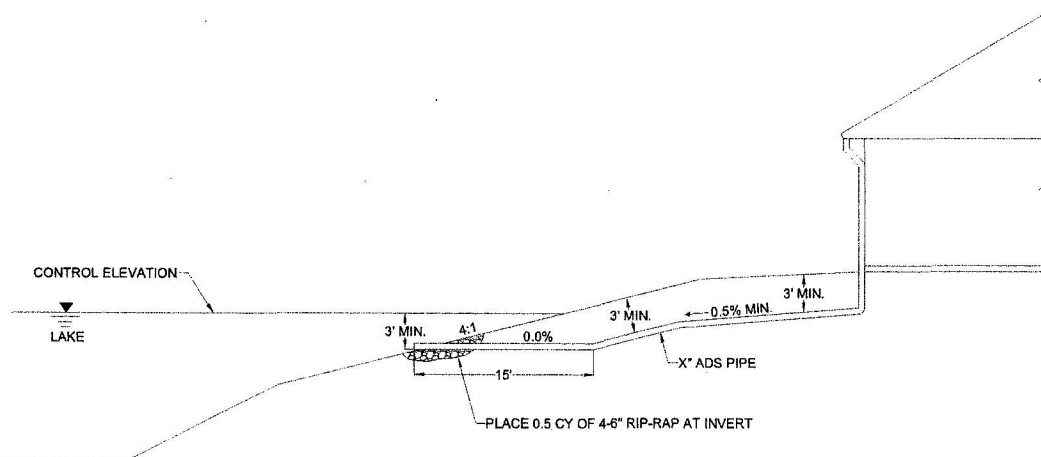 CONTROL ELEVATION
LAKE
3' MIN.
4:1
0.0%
3' MIN.
0.5% MIN.
3' MIN.
X" ADS PIPE
15'
PLACE 0.5 CY OF 4-6" RIP-RAP AT INVERT